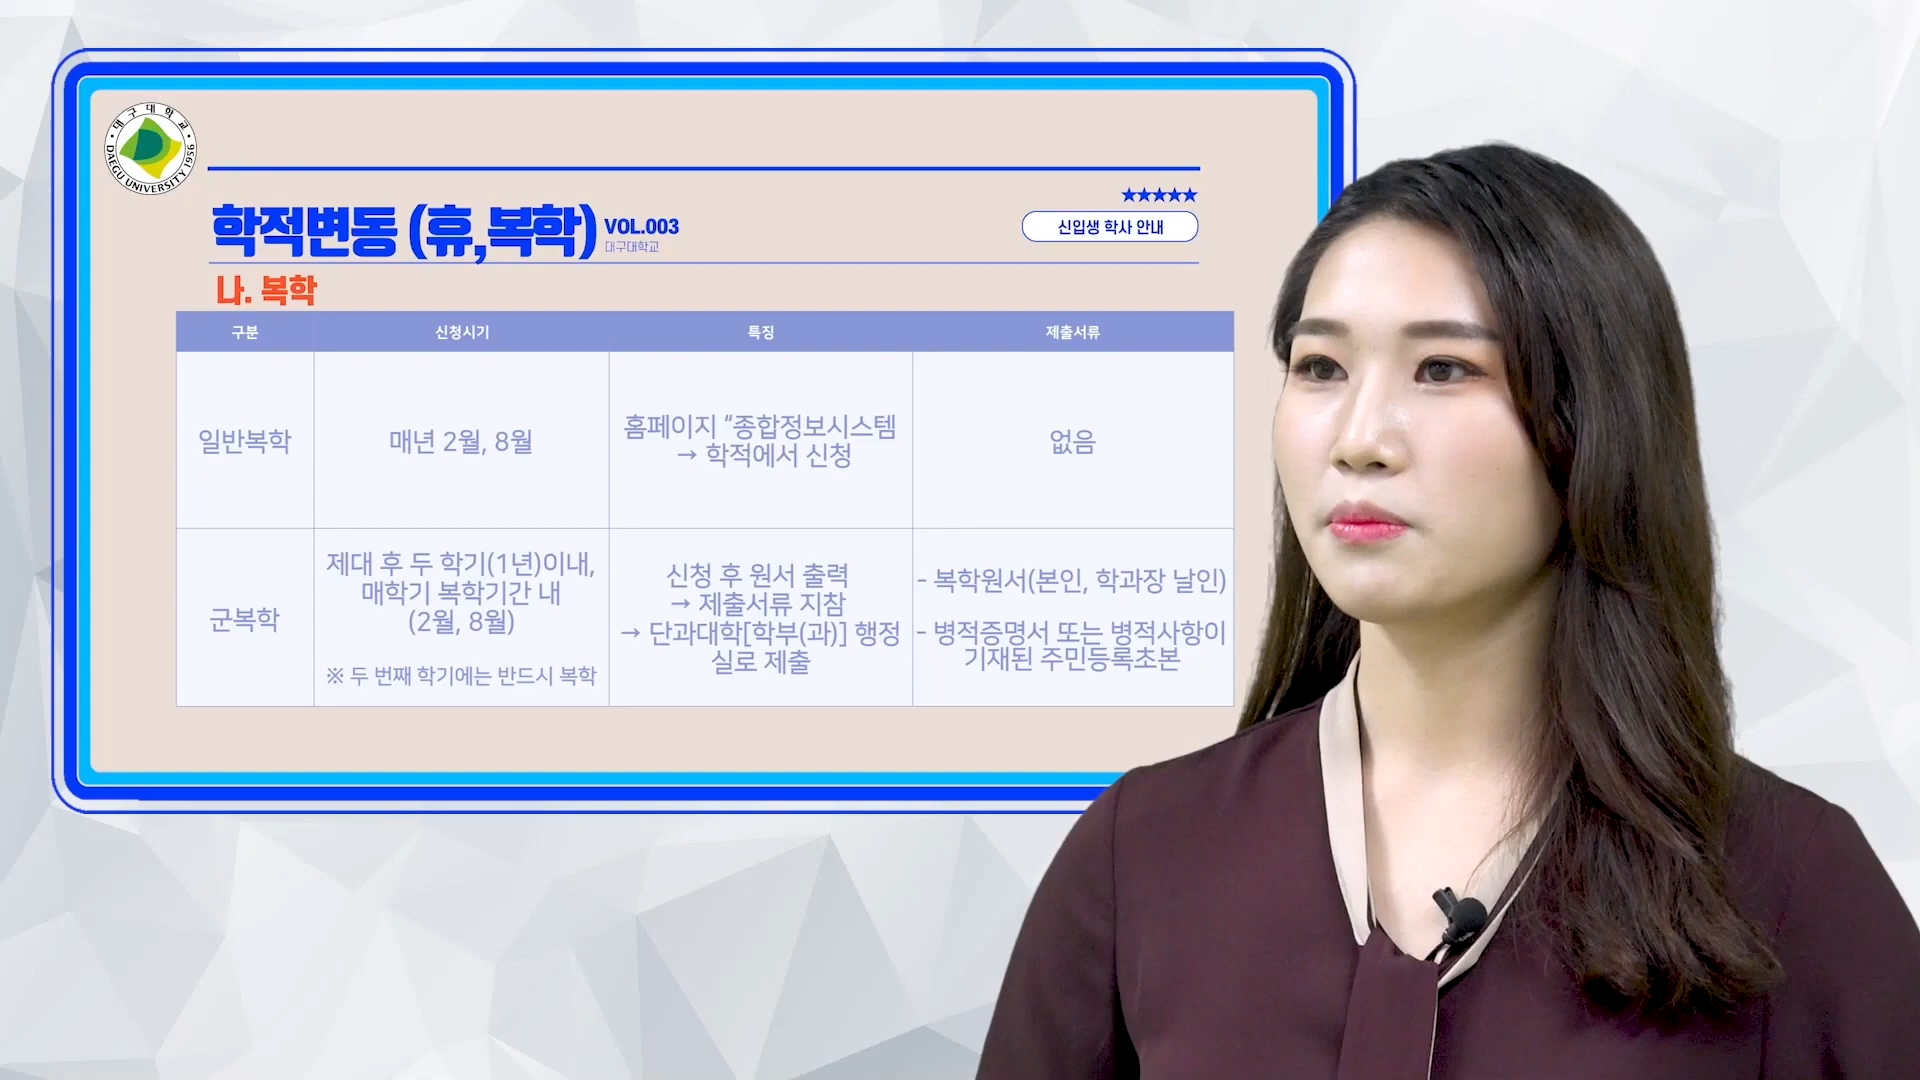 대구대학교
DAEGU UNIVERSITY 1956
★★★★★
학적변동 (휴,복학) VOL.003
대구대학교
신입생 학사 안내
나. 복학
구분 신청시기 특징 제출서류
일반복학
매년 2월, 8월
홈페이지 “종합정보시스템
→ 학적에서 신청
없음
군복학
제대 후 두 학기(1년)이내,
매학기 복학기간 내
(2월, 8월)
※ 두 번째 학기에는 반드시 복학
신청 후 원서 출력
→ 제출서류 지참
→ 단과대학[학부(과)] 행정
실로 제출
- 복학원서(본인, 학과장 날인)
- 병적증명서 또는 병적사항이
기재된 주민등록초본